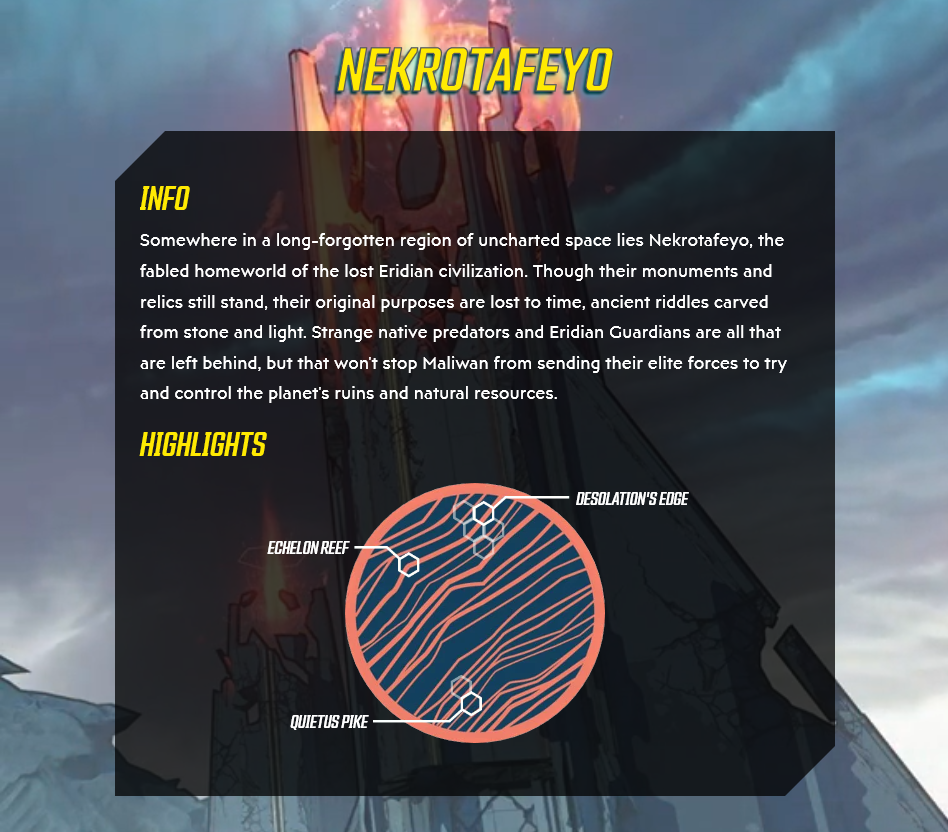 NEKROTAFEYO
INFO
Somewhere in a long-forgotten region of uncharted space lies Nekrotafeyo, the
fabled homeworld of the lost Eridian civilization. Though their monuments and
relics still stand, their original purposes are lost to time, ancient riddles carved
from stone and light. Strange native predators and Eridian Guardians are all that
are left behind, but that won't stop Maliwan from sending their elite forces to try
and control the planet's ruins and natural resources.
HIGHLIGHTS
DESOLATION'S EDGE
ECHELON REEF
QUIETUS PIKE